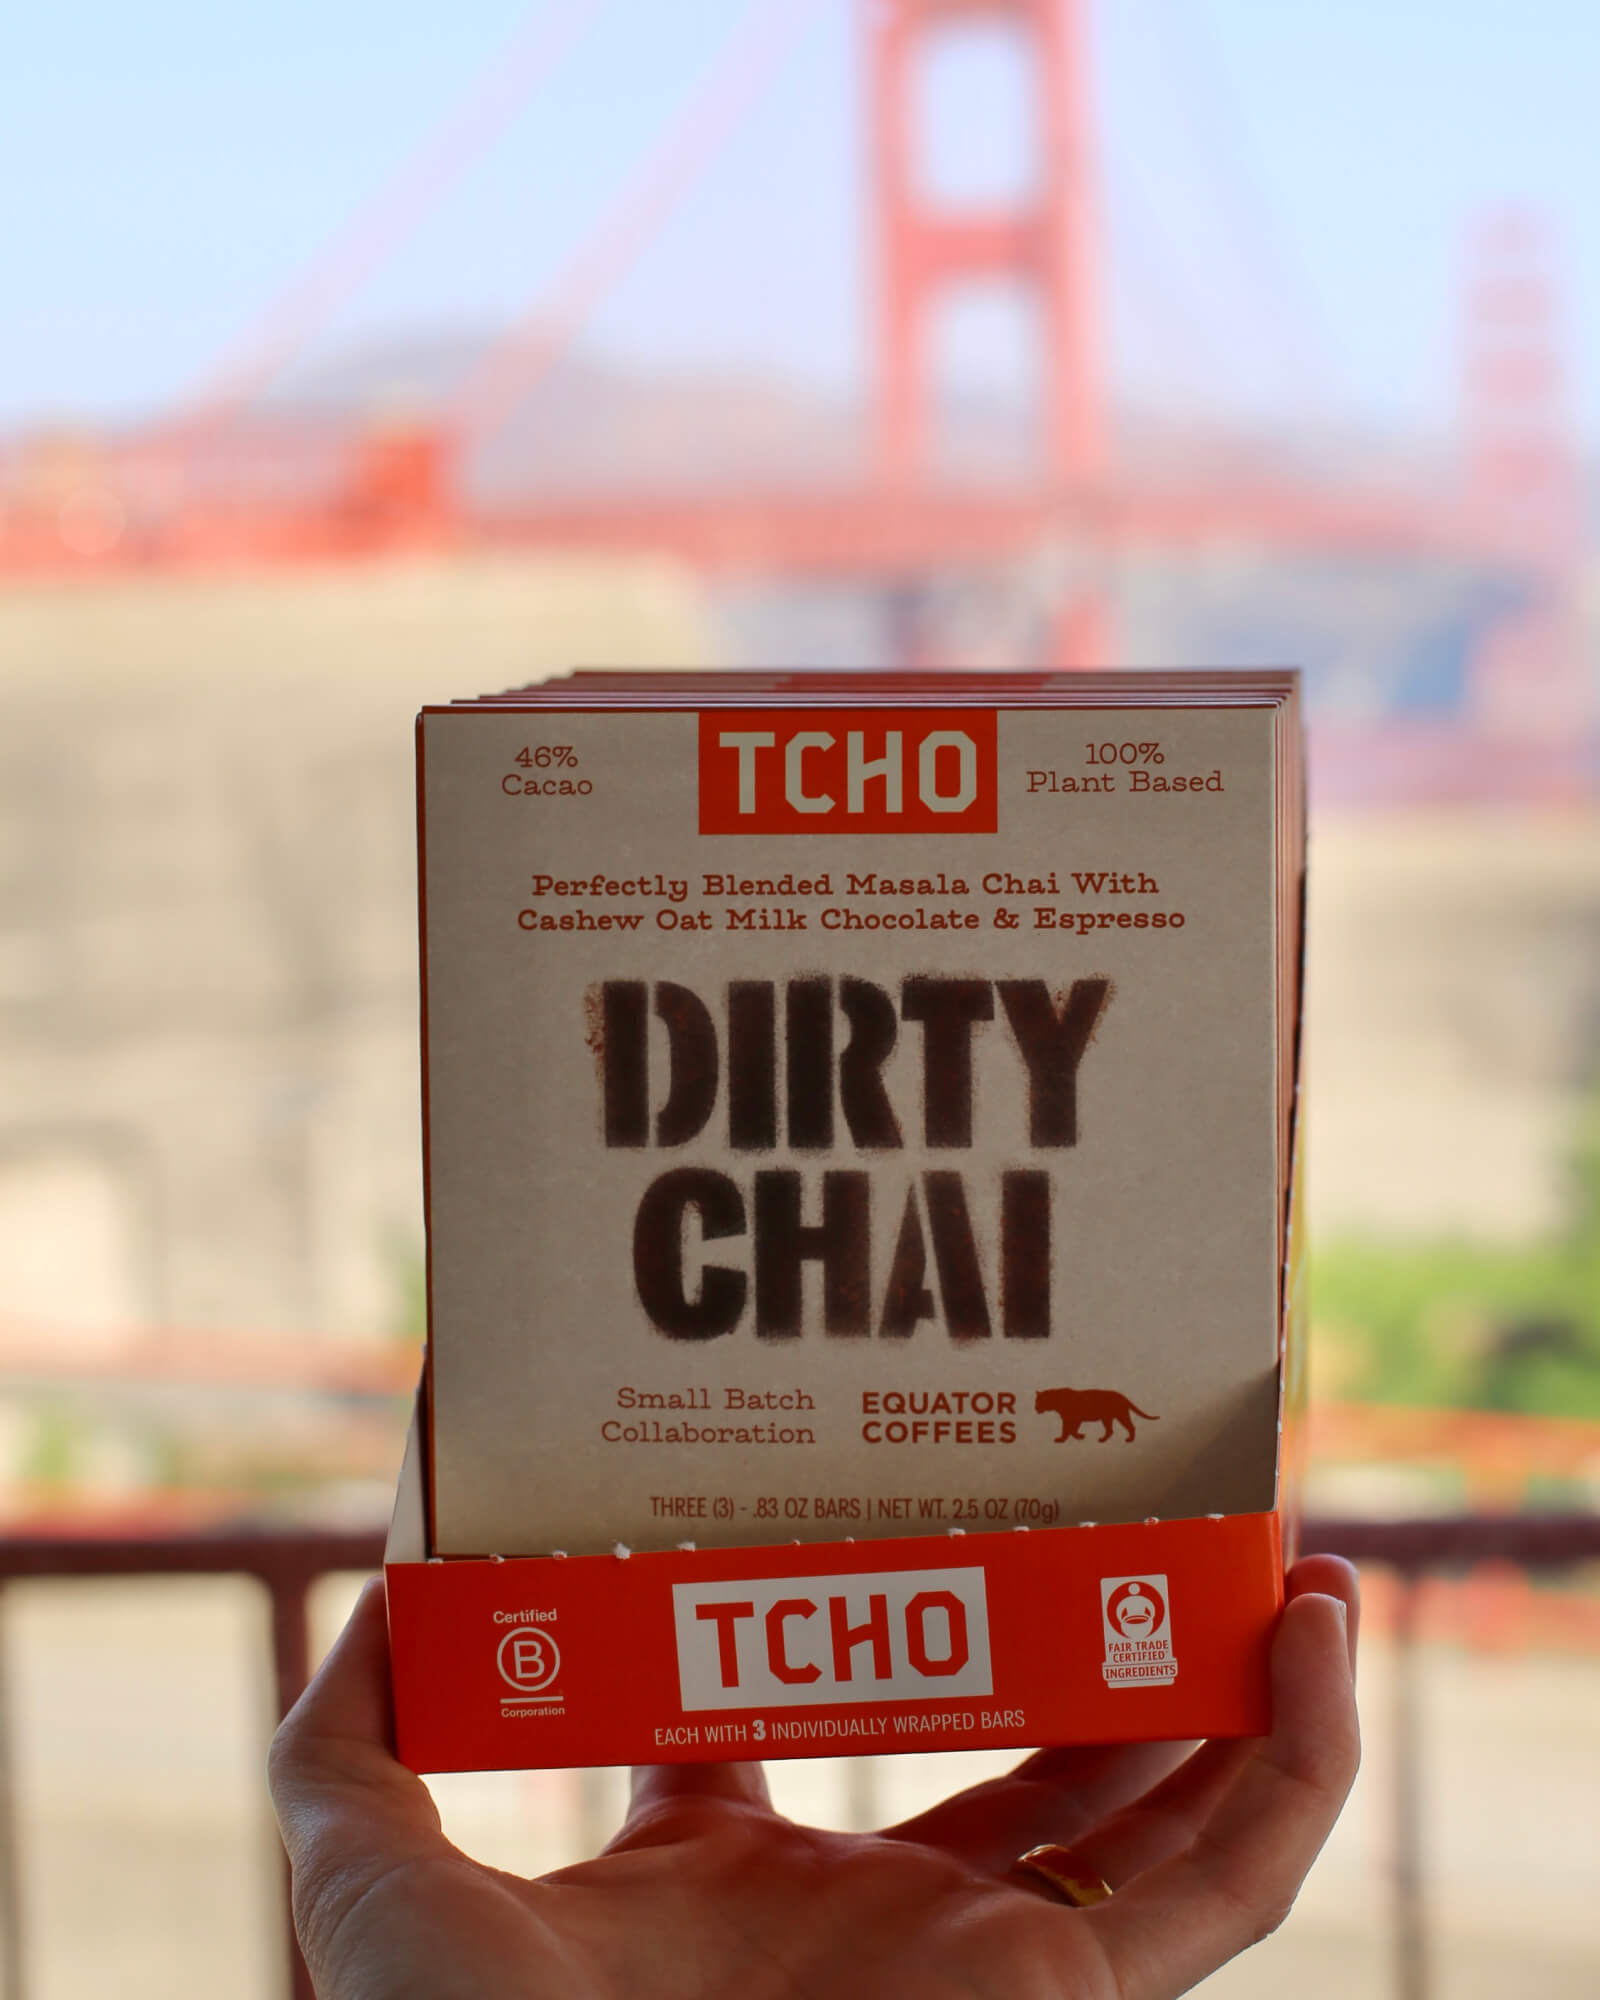 46%
Cacao
TCHO
100%
Plant Based
Perfectly Blended Masala Chai With
Cashew Oat Milk Chocolate & Espresso
DIRTY
CHAI
Small Batch
Collaboration
EQUATOR
COFFEES
THREE (3) - .83 OZ BARS | NET WT. 2.5 OZ (70g)
Certified
B
Corporation
TCHO
EACH WITH 3 INDIVIDUALLY WRAPPED BARS
FAIR TRADE
CERTIFIED
INGREDIENTS